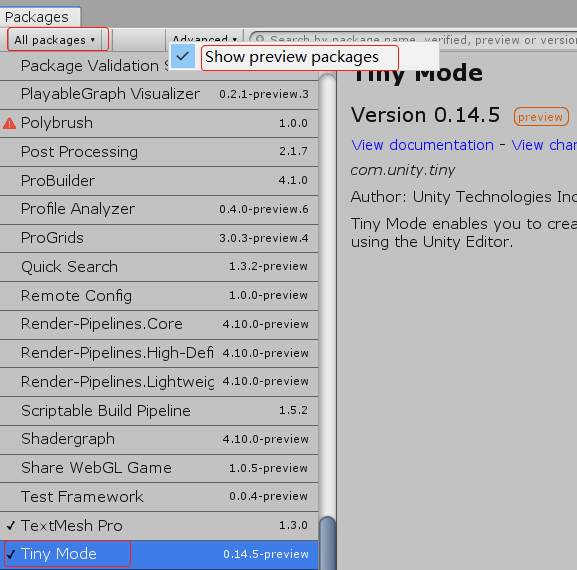 Packages
All packages
Advanced
Search by package name, verified, preview or versio
Show preview packages
Package Validation S
PlayableGraph Visualizer 0.2.1-preview.3
Polybrush 1.0.0
Post Processing 2.1.7
ProBuilder 4.1.0
Profile Analyzer 0.4.0-preview.6
ProGrids 3.0.3-preview.4
Quick Search 1.3.2-preview
Remote Config 1.0.0-preview
Render-Pipelines.Core 4.10.0-preview
Render-Pipelines.High-Defi 4.10.0-preview
Render-Pipelines.Lightweig 4.10.0-preview
Scriptable Build Pipeline 1.5.2
Shadergraph 4.10.0-preview
Share WebGL Game 1.0.5-preview
Test Framework 0.0.4-preview
TextMesh Pro 1.3.0
Tiny Mode 0.14.5-preview
Tiny Mode
Version 0.14.5 preview
View documentation - View chan
com.unity.tiny
Author: Unity Technologies Inc
Tiny Mode enables you to crea
using the Unity Editor.